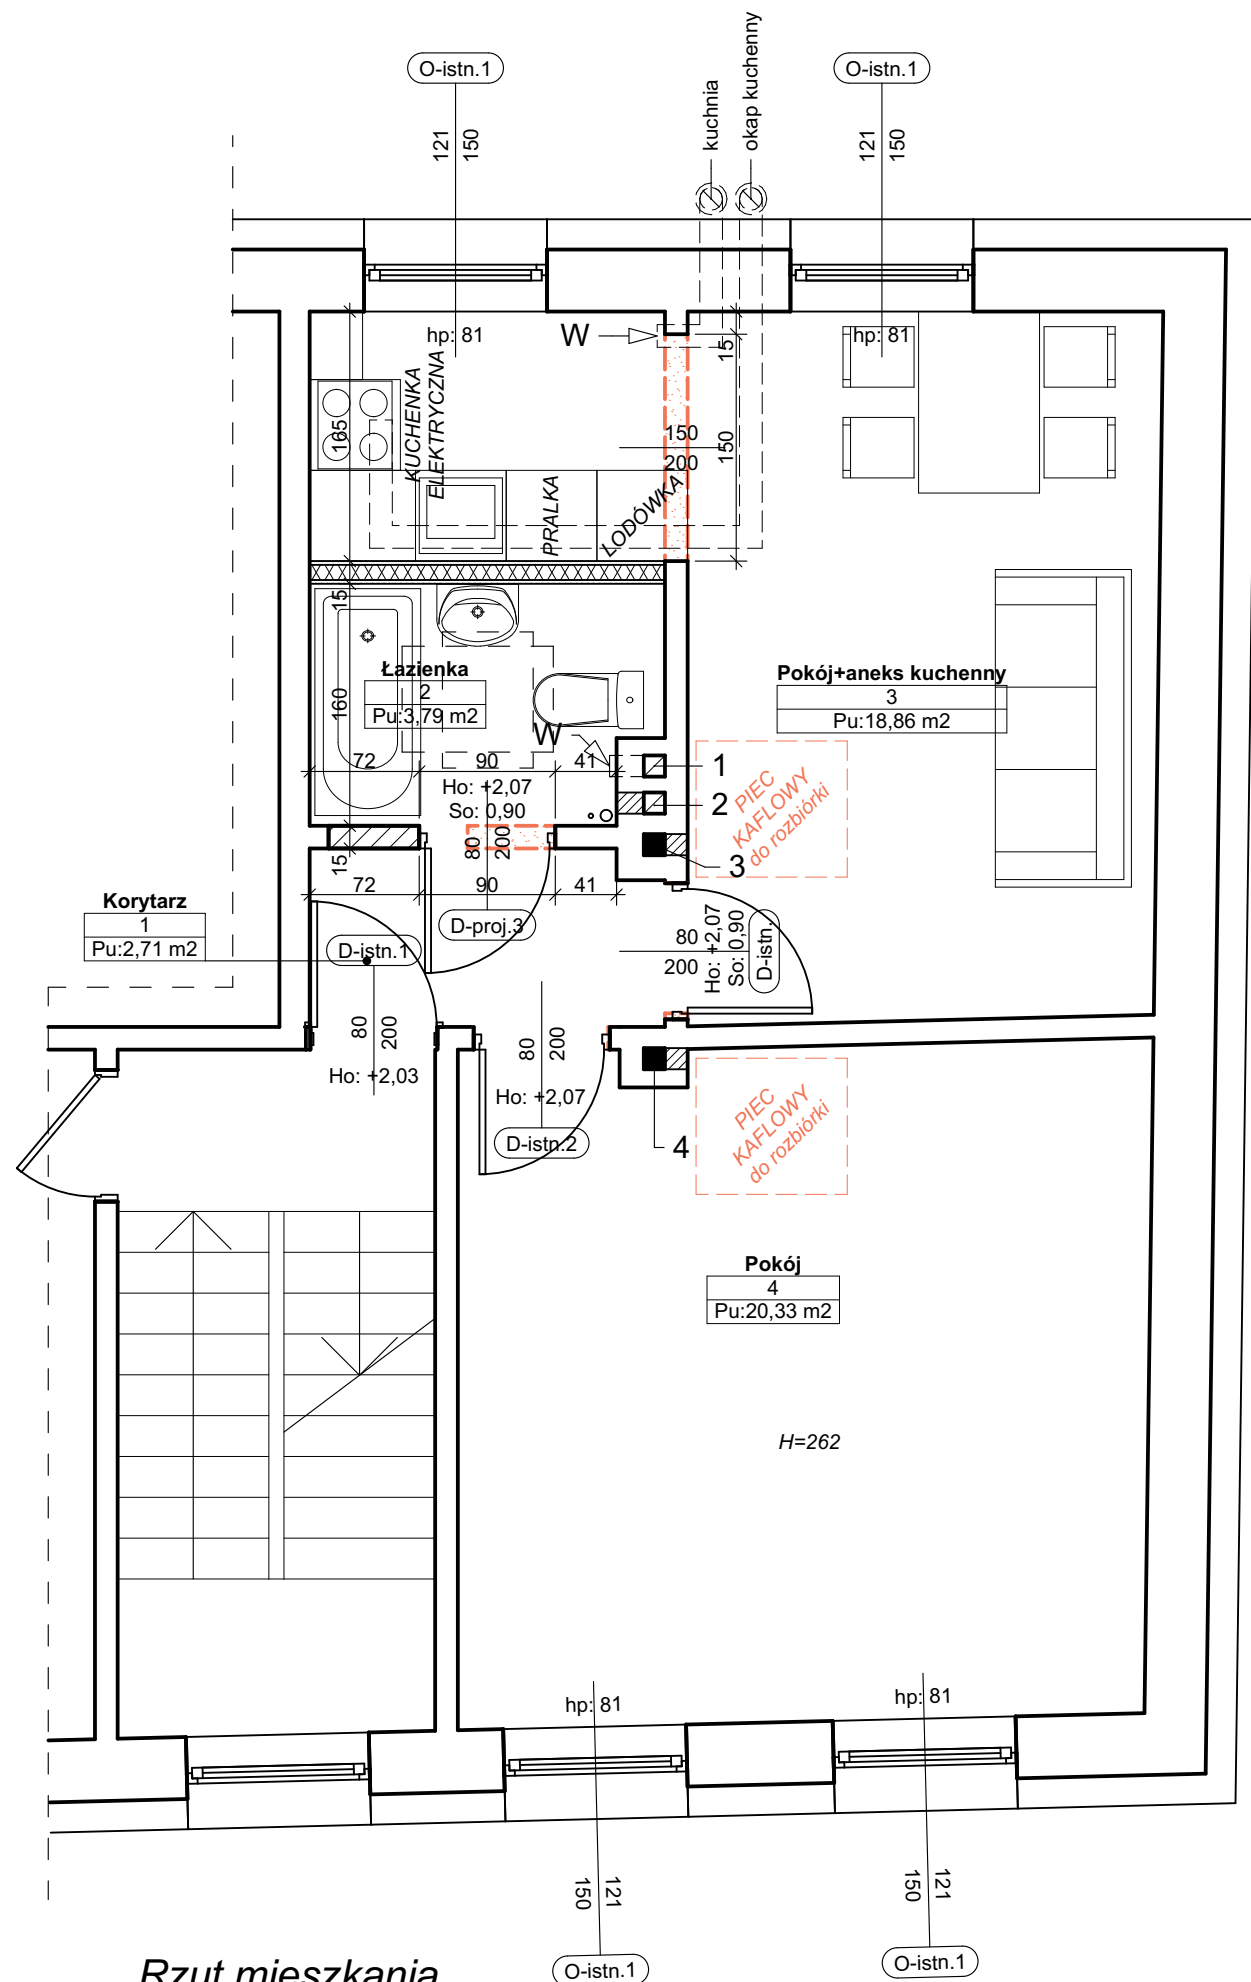 O-istn.1
O-istn.1
121
150
kuchnia
okap kuchenny
121
150
hp: 81
W
hp: 81
15
KUCHENKA
ELEKTRYCZNA
165
150
200
150
PRALKA
LODÓWKA
15
Łazienka
2
Pu:3,79 m2
160
Pokój+aneks kuchenny
3
Pu:18,86 m2
W
72
90
41
1
Ho: +2,07
So: 0,90
2
PIEC
KAFLOWY
do rozbiórki
80
200
15
3
72
90
41
Korytarz
1
Pu:2,71 m2
D-proj.3
D-istn.1
80
200
Ho: +2,07
So: 0,90
D-istn.
80
200
Ho: +2,03
80
200
Ho: +2,07
D-istn.2
4
PIEC
KAFLOWY
do rozbiórki
Pokój
4
Pu:20,33 m2
H=262
hp: 81
hp: 81
150
121
150
121
O-istn.1
O-istn.1
Rzut mieszkania